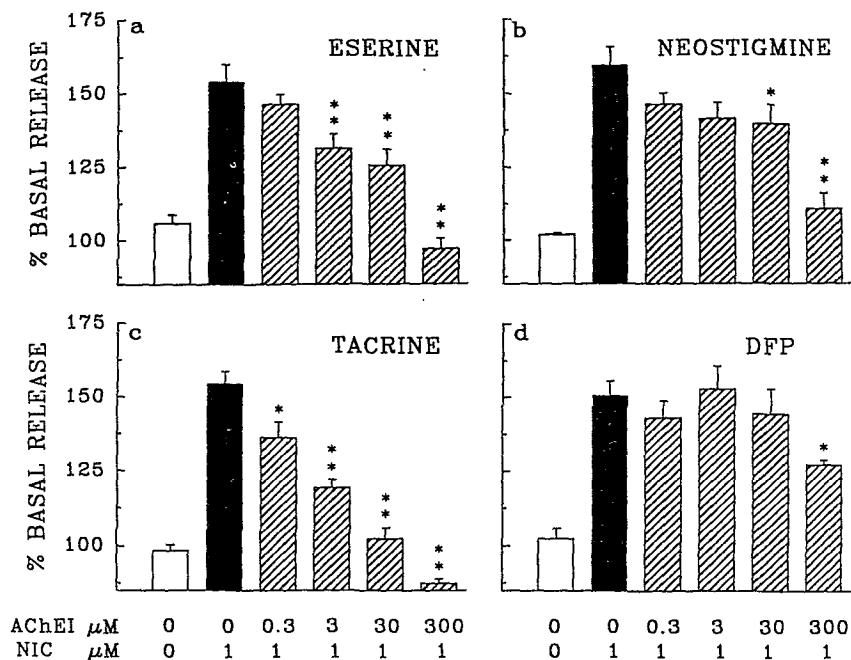 a ESERINE
b NEOSTIGMINE
% BASAL RELEASE
175
150
125
100
**
**
**
*
**
c TACRINE
d DFP
% BASAL RELEASE
175
150
125
100
*
**
**
**
*
AChEI μM 0 0 0.3 3 30 300 0 0 0.3 3 30 300
NIC μM 0 1 1 1 1 1 0 1 1 1 1 1